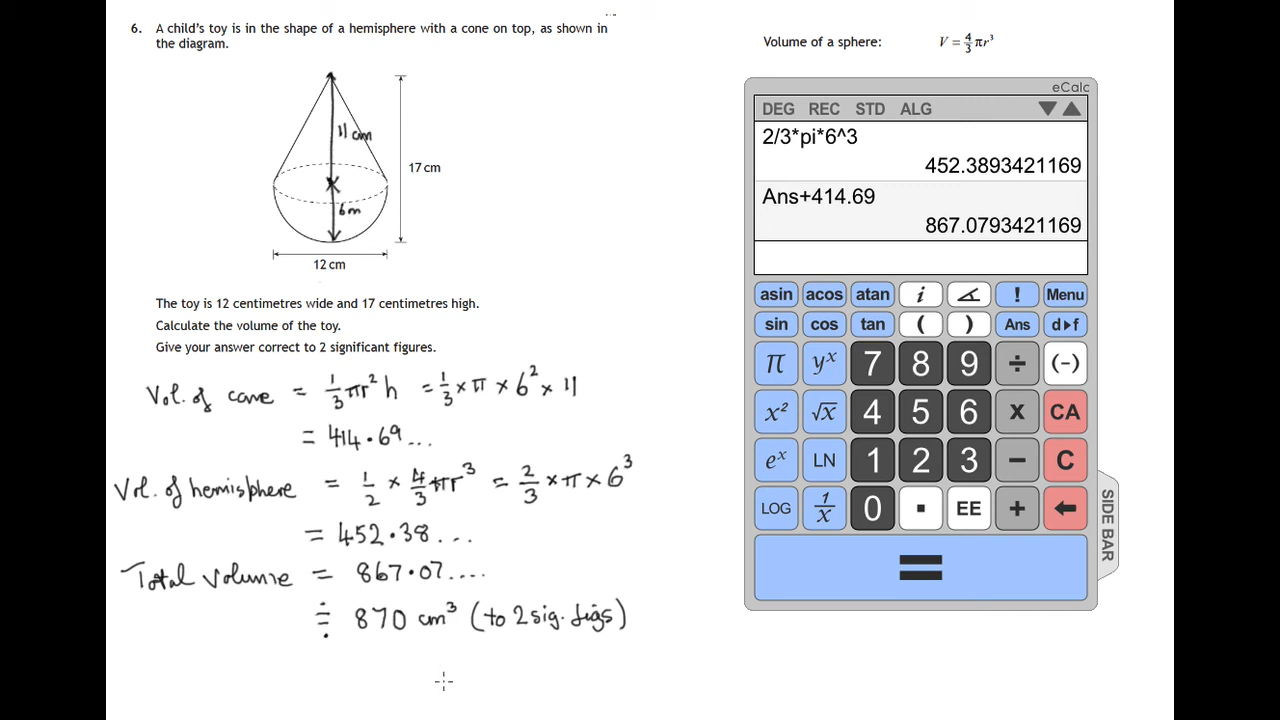 6. A child's toy is in the shape of a hemisphere with a cone on top, as shown in
the diagram.
11 cm
17 cm
6m
12 cm
The toy is 12 centimetres wide and 17 centimetres high.
Calculate the volume of the toy.
Give your answer correct to 2 significant figures.
Vol. of cone = 1/3 πr² h = 1/3 × π × 6² × 11
= 414.69...
Vol. of hemisphere = 1/2 × 4/3 πr³ = 2/3 × π × 6³
= 452.38...
Total volume = 867.07....
≑ 870 cm³ (to 2 sig. figs)
Volume of a sphere: V = 4/3 πr³
eCalc
DEG REC STD ALG
2/3*pi*6^3
452.3893421169
Ans+414.69
867.0793421169
asin acos atan i ∠ ! Menu
sin cos tan ( ) Ans d▸f
π yˣ 7 8 9 ÷ (-)
x² √x 4 5 6 x CA
eˣ LN 1 2 3 − C
LOG 1/x 0 . EE + ←
=
SIDE BAR